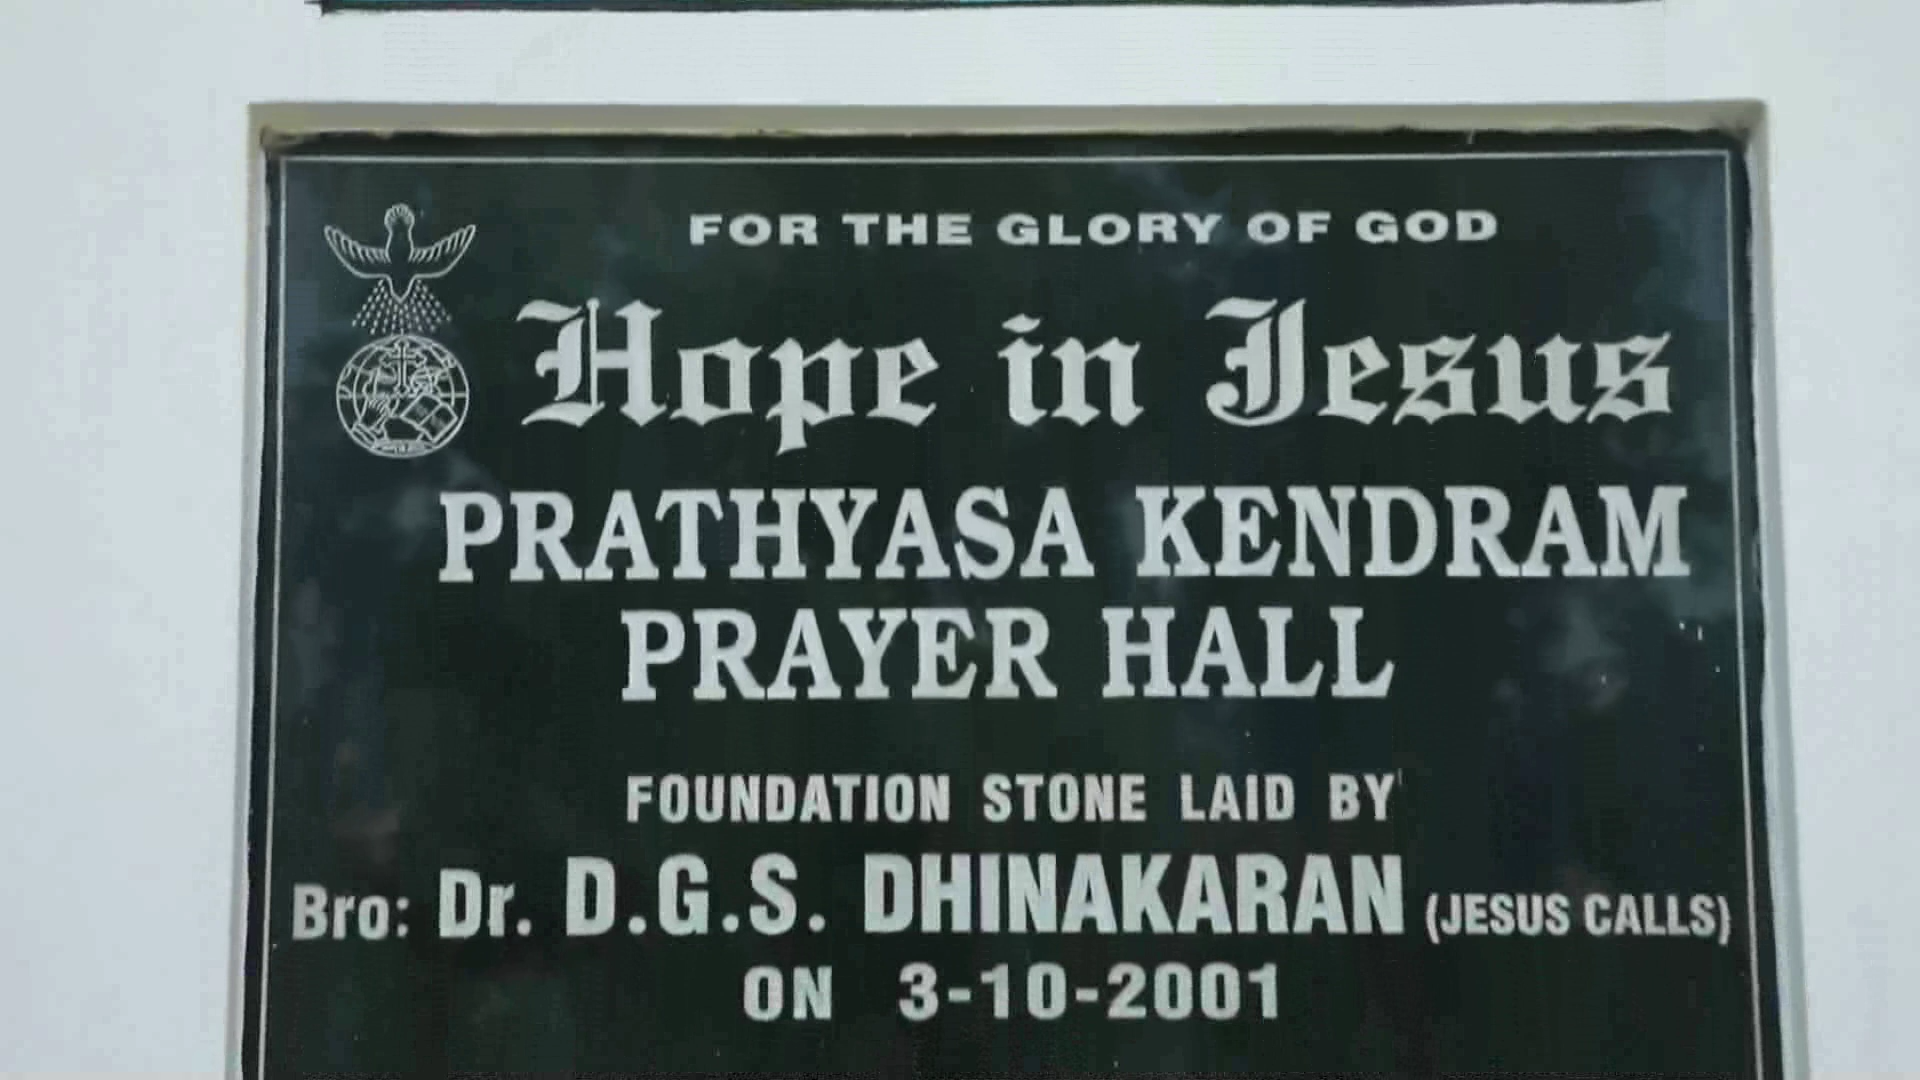 FOR THE GLORY OF GOD
Hope in Jesus
PRATHYASA KENDRAM
PRAYER HALL
FOUNDATION STONE LAID BY
Bro: Dr. D.G.S. DHINAKARAN (JESUS CALLS)
ON 3-10-2001